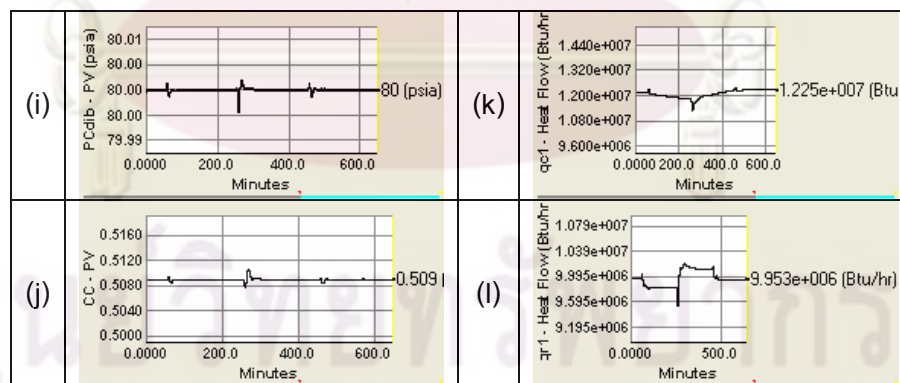 (i)
PCdib - PV (psia)
80.01
80.00
80.00
80.00
79.99
0.0000 200.0 400.0 600.0
Minutes
80 (psia)
(k)
qc1 - Heat Flow (Btu/hr
1.440e+007
1.320e+007
1.200e+007
1.080e+007
9.600e+006
0.0000 200.0 400.0 600.0
Minutes
1.225e+007 (Btu
(j)
CC - PV
0.5160
0.5120
0.5080
0.5040
0.5000
0.0000 200.0 400.0 600.0
Minutes
0.509
(l)
qr1 - Heat Flow (Btu/hr
1.079e+007
1.039e+007
9.995e+006
9.595e+006
9.195e+006
0.0000 500.0
Minutes
9.953e+006 (Btu/hr)